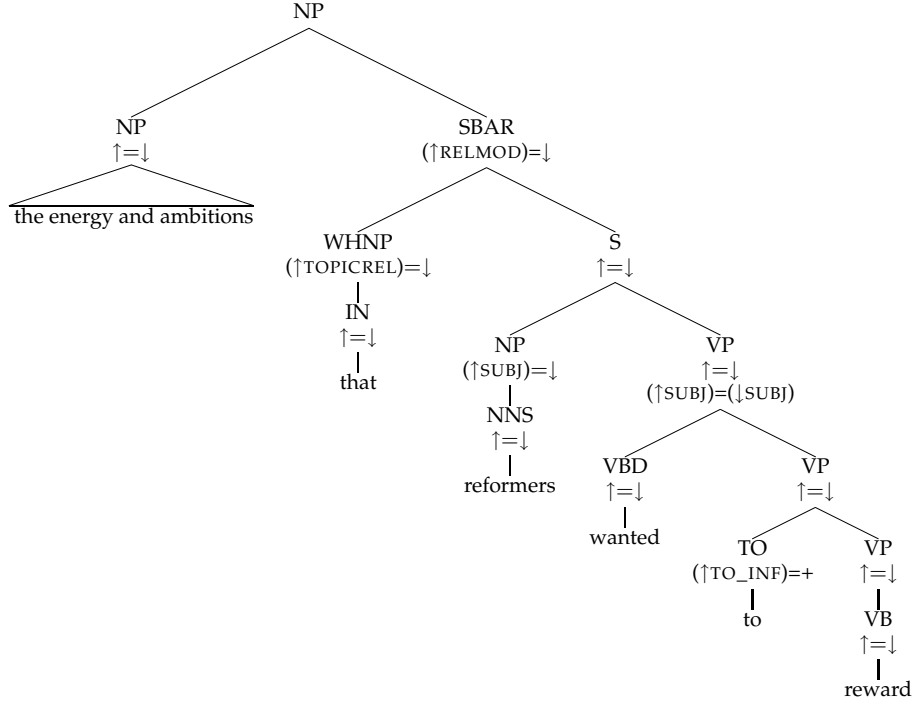 NP
NP SBAR
↑=↓ (↑RELMOD)=↓
the energy and ambitions
WHNP S
(↑TOPICREL)=↓ ↑=↓
IN
↑=↓ NP VP
that (↑SUBJ)=↓ ↑=↓
(↑SUBJ)=(↓SUBJ)
NNS
↑=↓
reformers VBD VP
↑=↓ ↑=↓
wanted TO VP
(↑TO_INF)=+ ↑=↓
to VB
↑=↓
reward